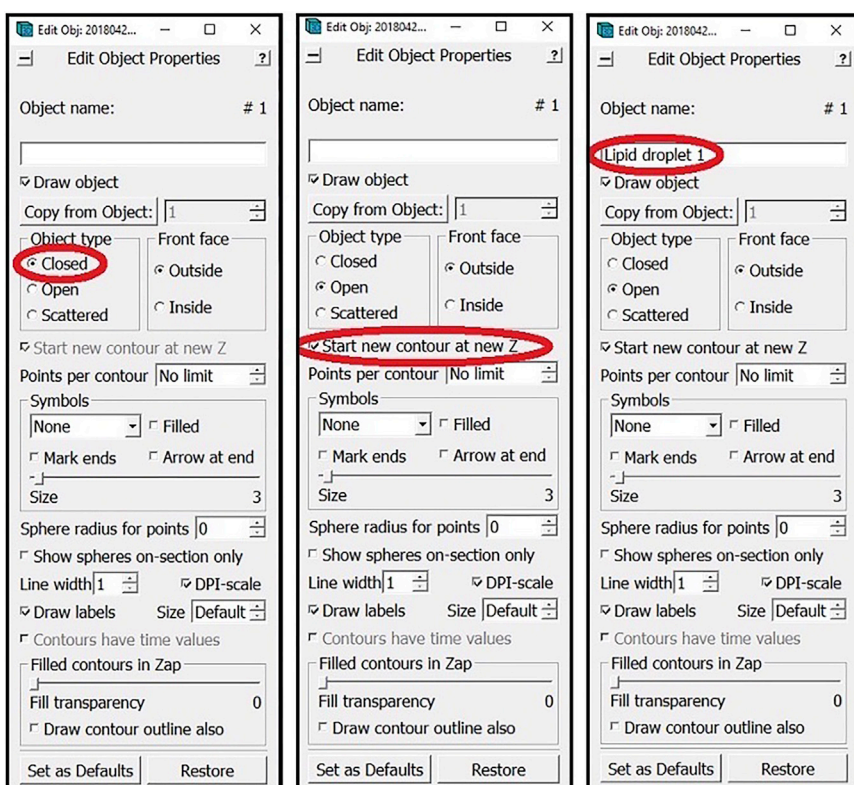 Edit Obj: 2018042...
Edit Object Properties ?
Object name: # 1
Draw object
Copy from Object: 1
Object type Front face
Closed
Outside
Open
Inside
Scattered
Start new contour at new Z
Points per contour No limit
Symbols
None Filled
Mark ends Arrow at end
Size 3
Sphere radius for points 0
Show spheres on-section only
Line width 1 DPI-scale
Draw labels Size Default
Contours have time values
Filled contours in Zap
Fill transparency 0
Draw contour outline also
Set as Defaults Restore
Edit Obj: 2018042...
Edit Object Properties ?
Object name: # 1
Draw object
Copy from Object: 1
Object type Front face
Closed
Outside
Open
Inside
Scattered
Start new contour at new Z
Points per contour No limit
Symbols
None Filled
Mark ends Arrow at end
Size 3
Sphere radius for points 0
Show spheres on-section only
Line width 1 DPI-scale
Draw labels Size Default
Contours have time values
Filled contours in Zap
Fill transparency 0
Draw contour outline also
Set as Defaults Restore
Edit Obj: 2018042...
Edit Object Properties ?
Object name: # 1
Lipid droplet 1
Draw object
Copy from Object: 1
Object type Front face
Closed
Outside
Open
Inside
Scattered
Start new contour at new Z
Points per contour No limit
Symbols
None Filled
Mark ends Arrow at end
Size 3
Sphere radius for points 0
Show spheres on-section only
Line width 1 DPI-scale
Draw labels Size Default
Contours have time values
Filled contours in Zap
Fill transparency 0
Draw contour outline also
Set as Defaults Restore